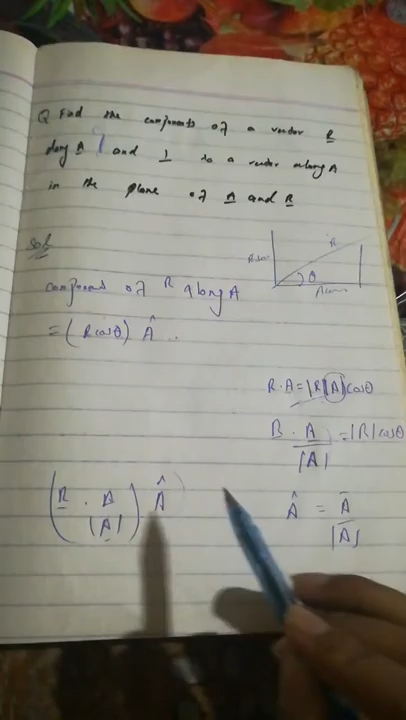 Q Find the components of a vector R
along A and ⊥ to a vector along A
in the plane of A and R
Sol
R
θ
component of R along A
= (R cosθ) Â .
R·A = |R||A| cosθ
R · A / |A| = |R| cosθ
(R · A / |A|) Â
Â = A / |A|